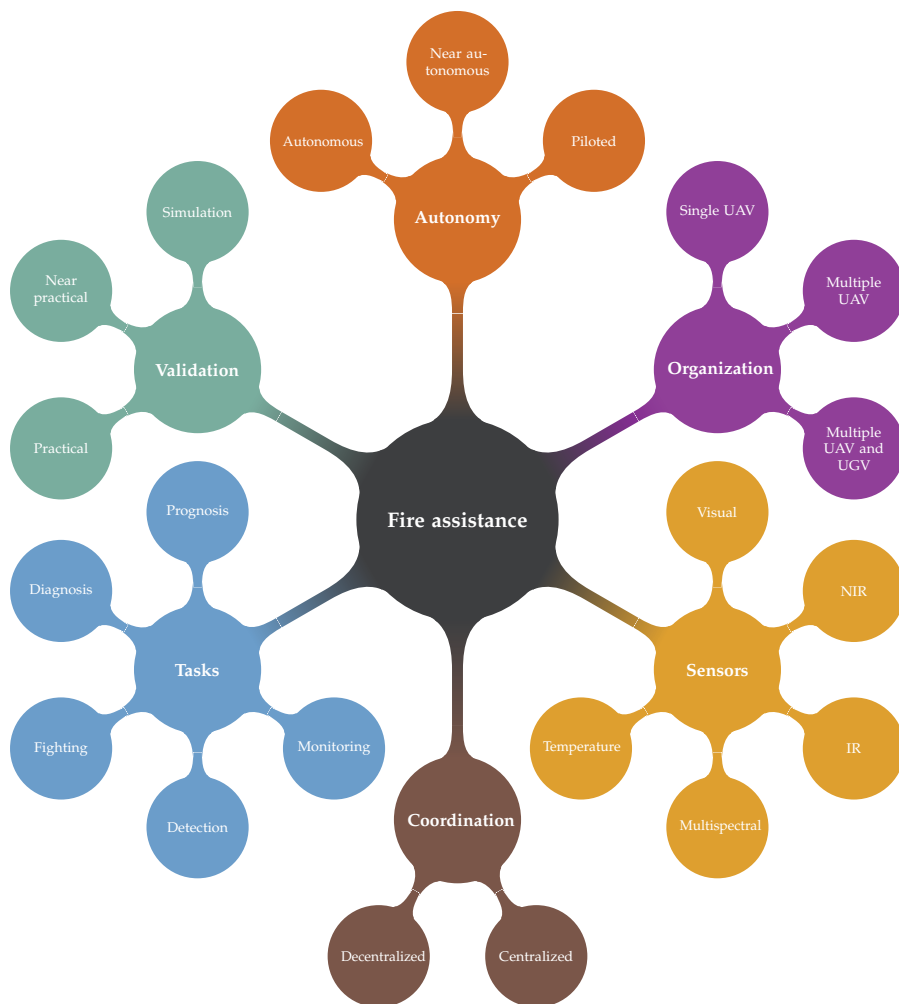 Near au-
tonomous
Autonomous
Piloted
Autonomy
Simulation
Near
practical
Practical
Validation
Single UAV
Multiple
UAV
Multiple
UAV and
UGV
Organization
Fire assistance
Prognosis
Diagnosis
Fighting
Detection
Monitoring
Tasks
Visual
NIR
IR
Multispectral
Temperature
Sensors
Coordination
Decentralized
Centralized